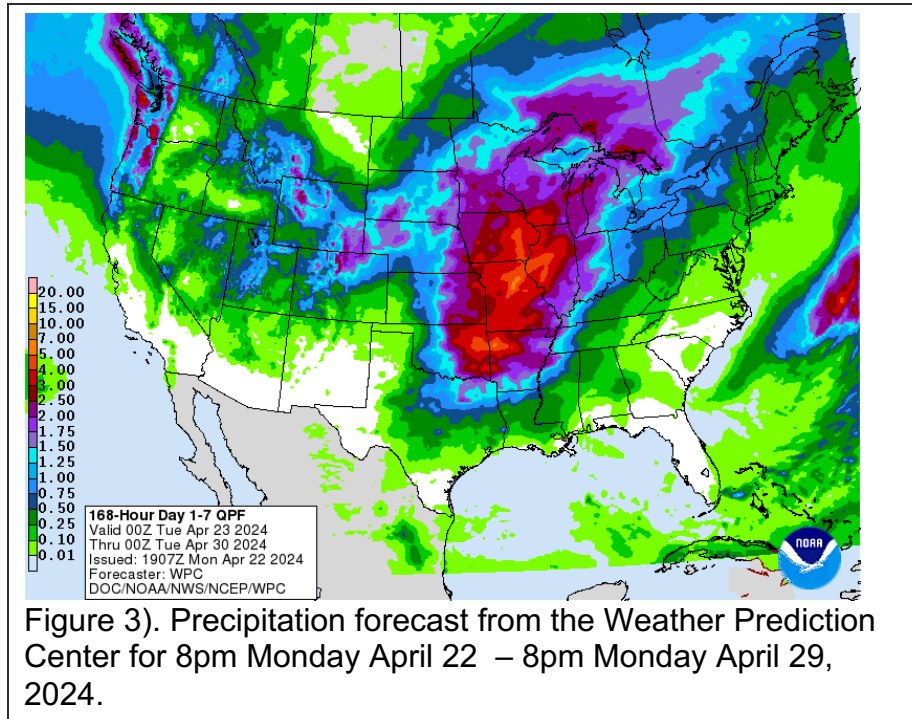 20.00
15.00
10.00
7.00
5.00
4.00
3.00
2.50
2.00
1.75
1.50
1.25
1.00
0.75
0.50
0.25
0.10
0.01
168-Hour Day 1-7 QPF
Valid 00Z Tue Apr 23 2024
Thru 00Z Tue Apr 30 2024
Issued: 1907Z Mon Apr 22 2024
Forecaster: WPC
DOC/NOAA/NWS/NCEP/WPC
NOAA
Figure 3). Precipitation forecast from the Weather Prediction
Center for 8pm Monday April 22 – 8pm Monday April 29,
2024.